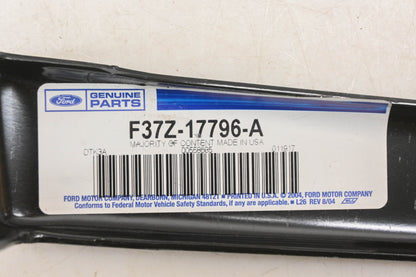 Ford
GENUINE
PARTS
F37Z-17796-A
MAJORITY OF CONTENT MADE IN USA
DTK3A 011917
FORD MOTOR COMPANY, DEARBORN, MICHIGAN 48121 ■ PRINTED IN U.S.A. © 2004, FORD MOTOR COMPANY
Conforms to Federal Motor Vehicle Safety Standards, if any are applicable. ■ L26 REV 8/04